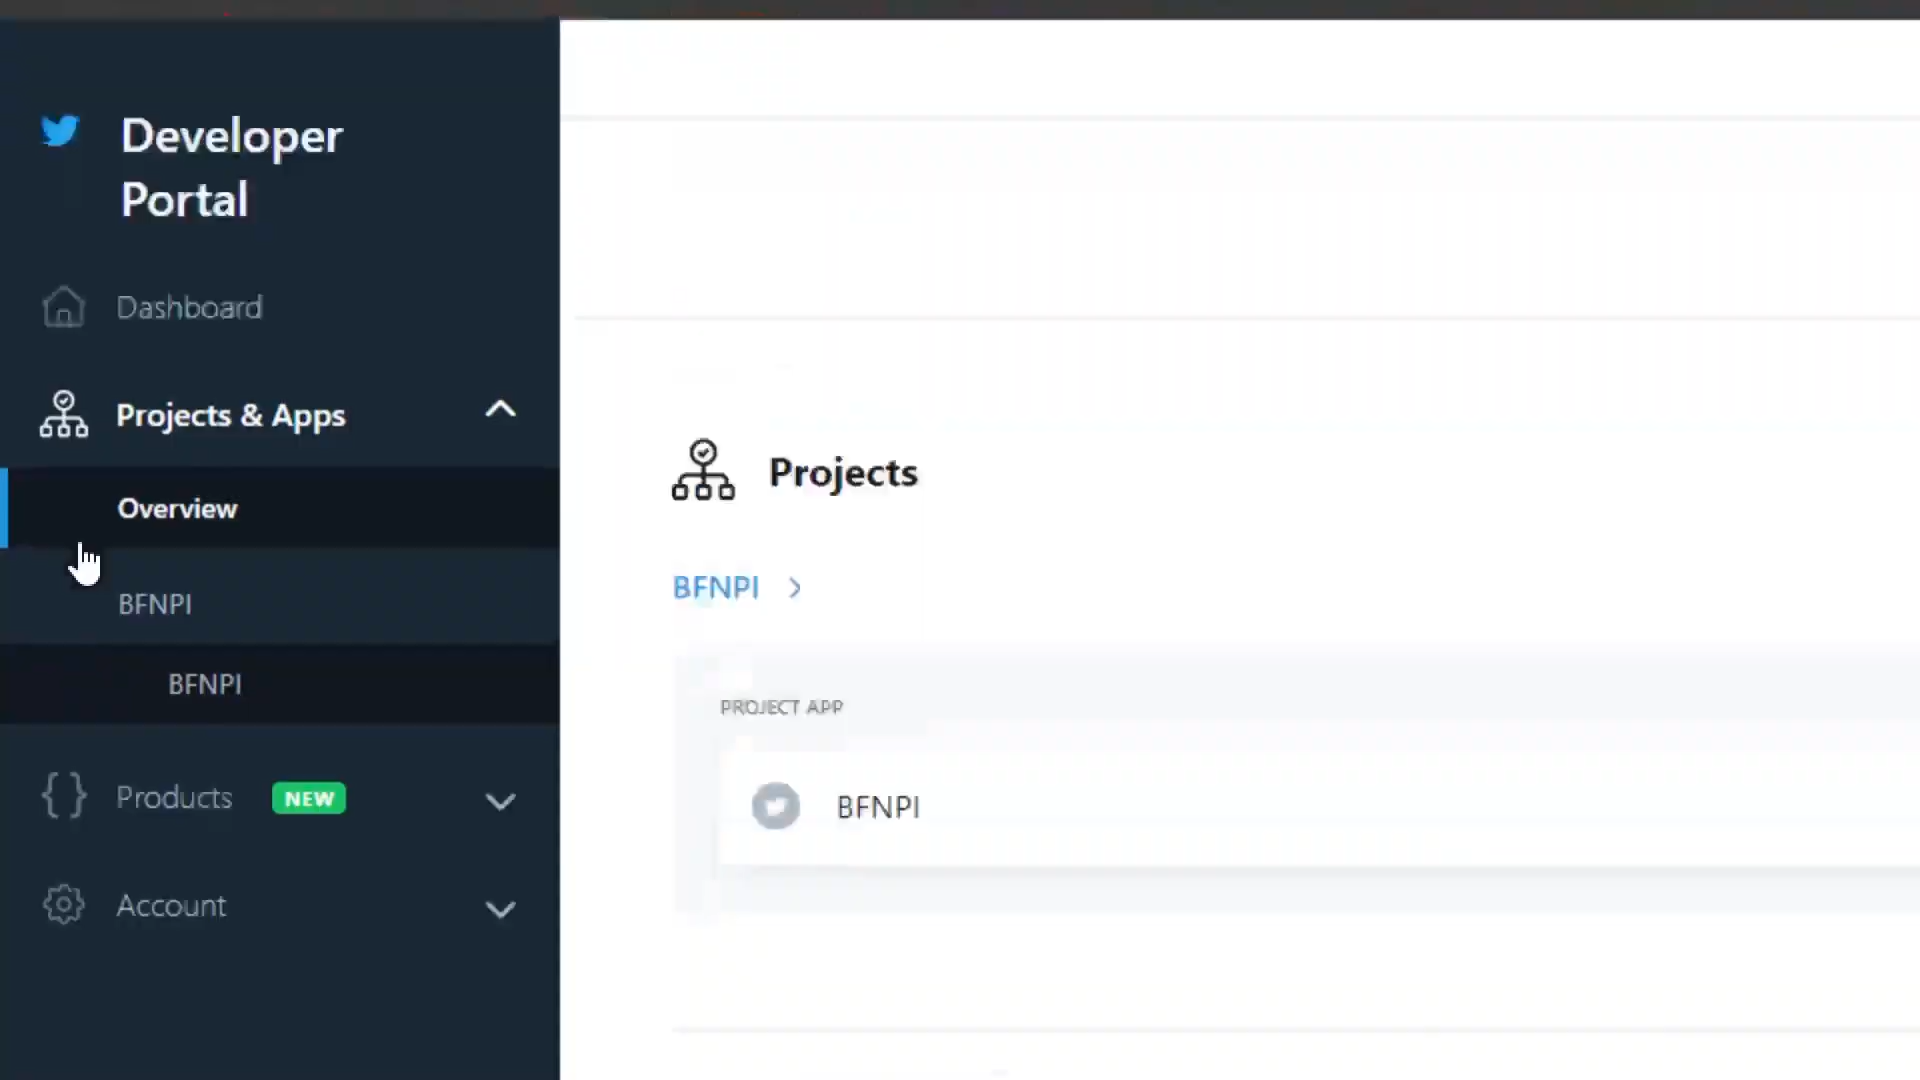 Developer
Portal
Dashboard
Projects & Apps
Overview
BFNPI
BFNPI
Products NEW
Account
Projects
BFNPI
PROJECT APP
BFNPI